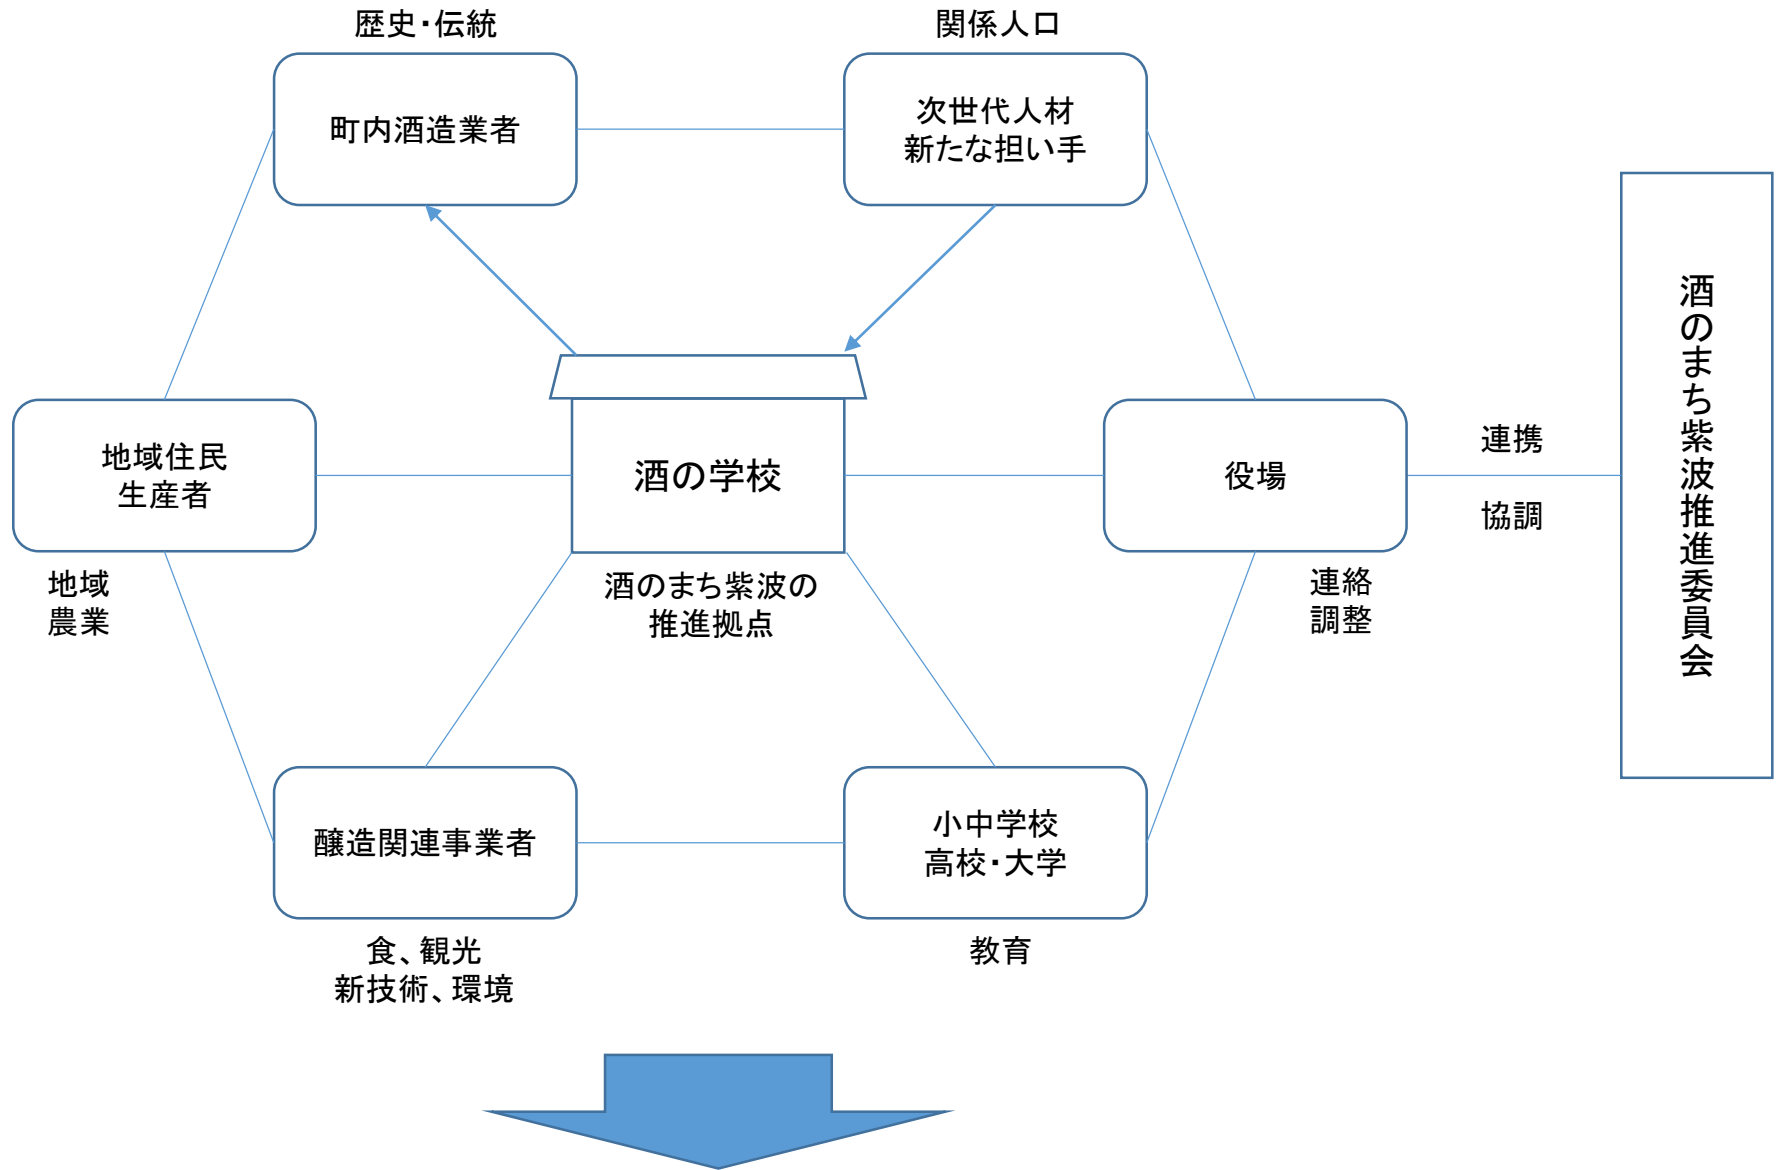 歴史・伝統
関係人口
町内酒造業者
次世代人材
新たな担い手
地域住民
生産者
酒の学校
役場
連携
協調
酒のまち紫波推進委員会
地域
農業
酒のまち紫波の
推進拠点
連絡
調整
醸造関連事業者
小中学校
高校・大学
食、観光
新技術、環境
教育